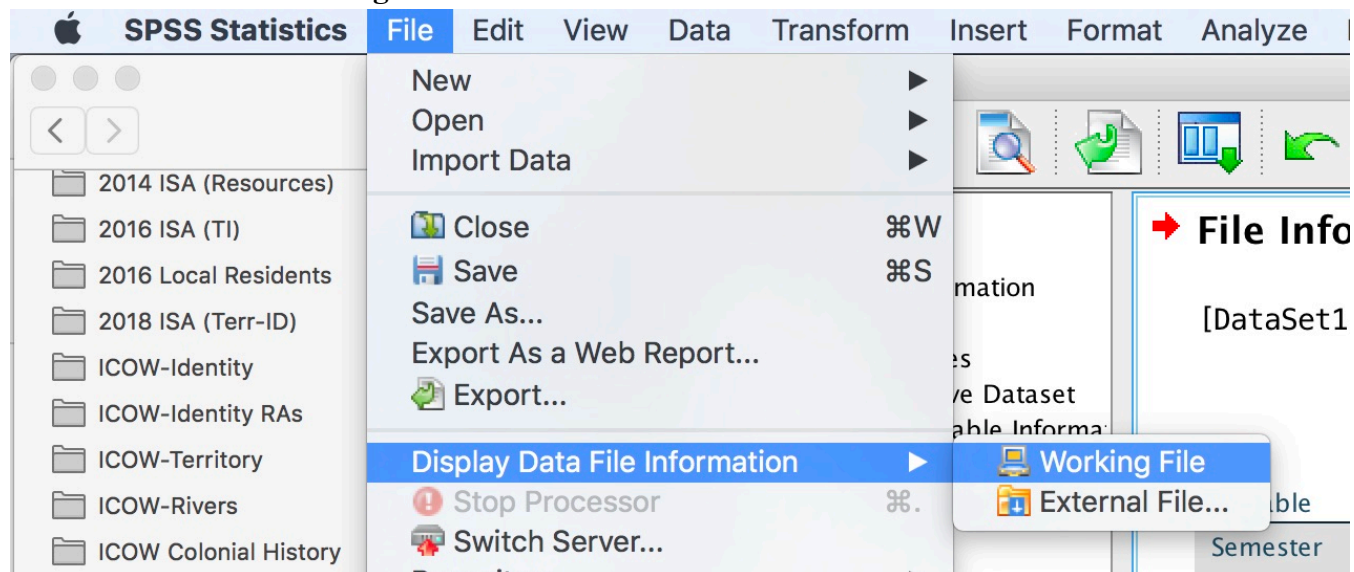 SPSS Statistics File Edit View Data Transform Insert Format Analyze
New
Open
Import Data
2014 ISA (Resources)
2016 ISA (TI)
2016 Local Residents
2018 ISA (Terr-ID)
ICOW-Identity
ICOW-Identity RAs
ICOW-Territory
ICOW-Rivers
ICOW Colonial History
Close ⌘W
Save ⌘S
Save As...
Export As a Web Report...
Export...
Display Data File Information
Stop Processor ⌘.
Switch Server...
Working File
External File...
mation
es
ve Dataset
able Informa
File Info
[DataSet1
ble
Semester